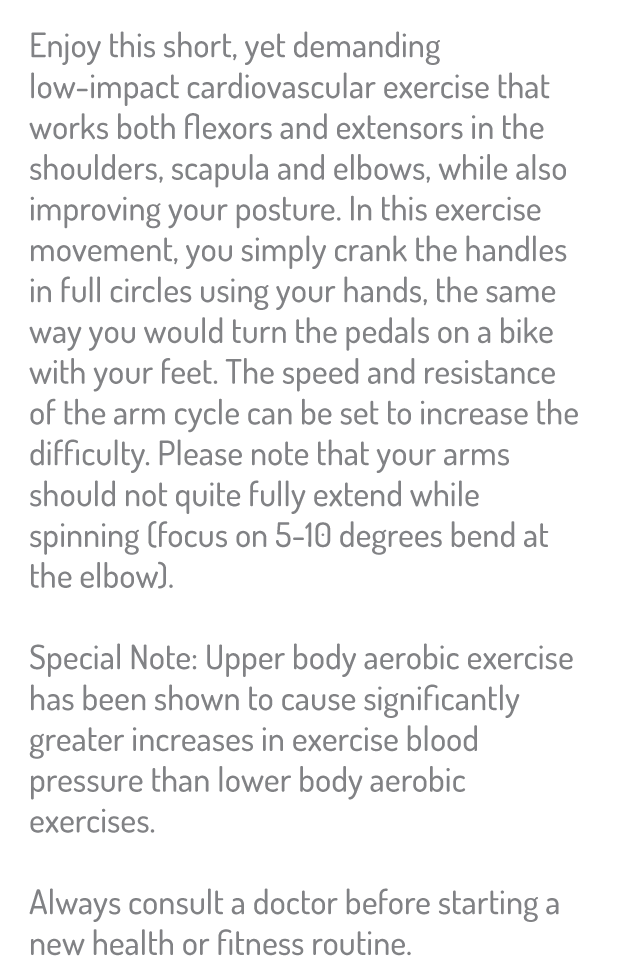 Enjoy this short, yet demanding
low-impact cardiovascular exercise that
works both flexors and extensors in the
shoulders, scapula and elbows, while also
improving your posture. In this exercise
movement, you simply crank the handles
in full circles using your hands, the same
way you would turn the pedals on a bike
with your feet. The speed and resistance
of the arm cycle can be set to increase the
difficulty. Please note that your arms
should not quite fully extend while
spinning (focus on 5-10 degrees bend at
the elbow).

Special Note: Upper body aerobic exercise
has been shown to cause significantly
greater increases in exercise blood
pressure than lower body aerobic
exercises.

Always consult a doctor before starting a
new health or fitness routine.